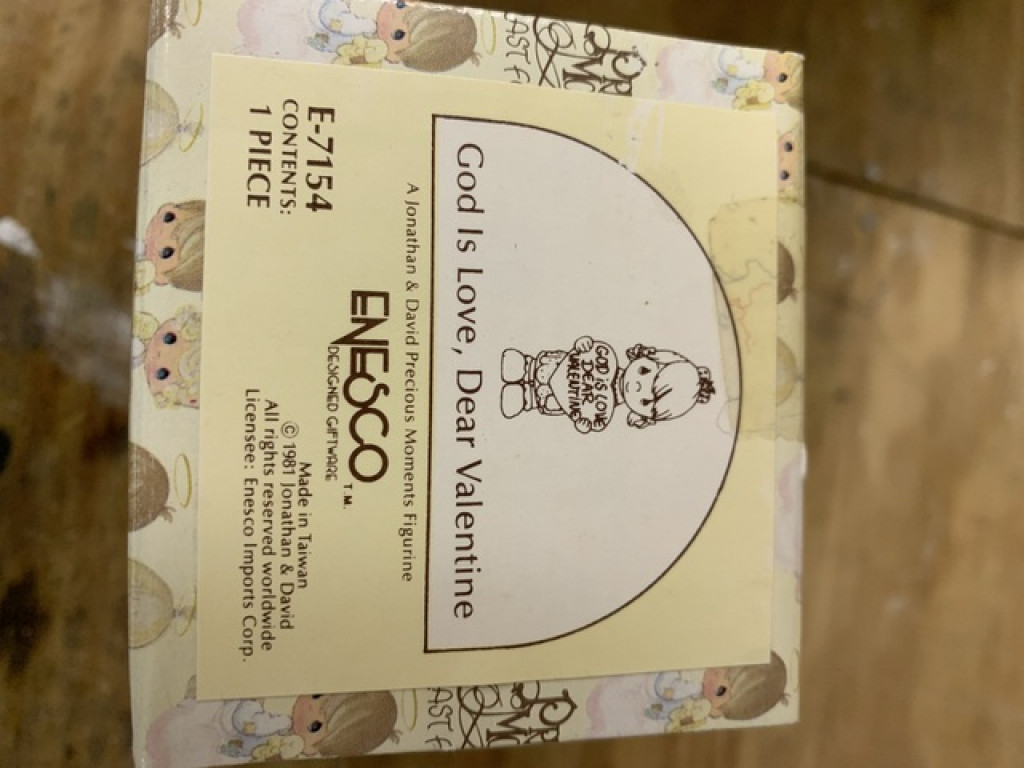 GOD IS LOVE
DEAR
VALENTINE
God Is Love, Dear Valentine
A Jonathan & David Precious Moments Figurine
ENESCO T.M.
DESIGNED GIFTWARE
E-7154
CONTENTS:
1 PIECE
Made in Taiwan
© 1981 Jonathan & David
All rights reserved worldwide
Licensee: Enesco Imports Corp.